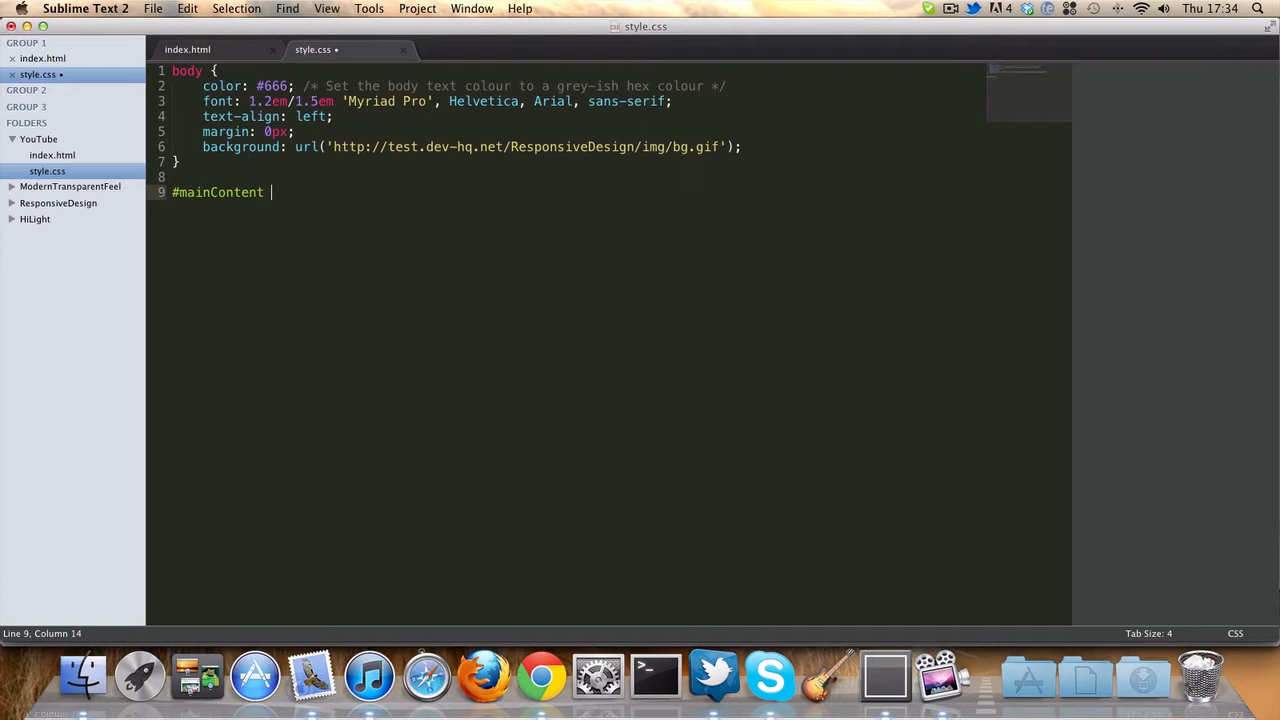 Sublime Text 2 File Edit Selection Find View Tools Project Window Help 4 Thu 17:34
style.css
GROUP 1
index.html
style.css •
GROUP 2
GROUP 3
FOLDERS
YouTube
index.html
style.css
ModernTransparentFeel
ResponsiveDesign
HiLight
index.html × style.css • ×
1 body {
2 color: #666; /* Set the body text colour to a grey-ish hex colour */
3 font: 1.2em/1.5em 'Myriad Pro', Helvetica, Arial, sans-serif;
4 text-align: left;
5 margin: 0px;
6 background: url('http://test.dev-hq.net/ResponsiveDesign/img/bg.gif');
7 }
8
9 #mainContent
Line 9, Column 14 Tab Size: 4 CSS